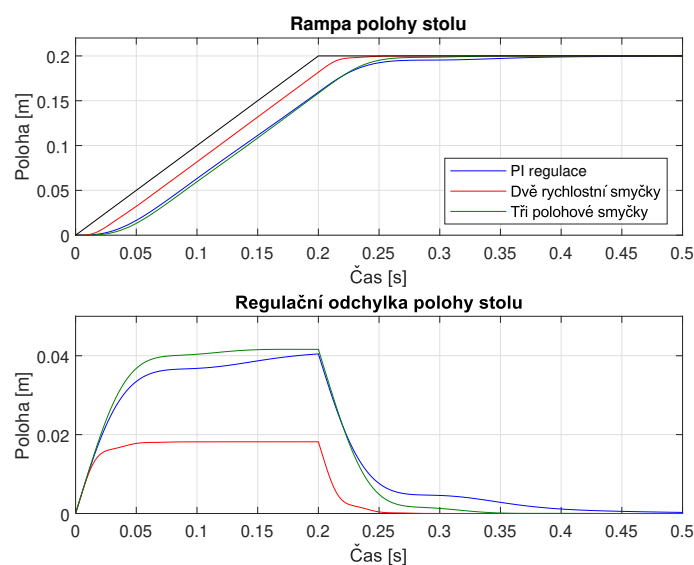 Rampa polohy stolu
Poloha [m]
0.2
0.15
0.1
0.05
0
PI regulace
Dvě rychlostní smyčky
Tři polohové smyčky
0 0.05 0.1 0.15 0.2 0.25 0.3 0.35 0.4 0.45 0.5
Čas [s]
Regulační odchylka polohy stolu
Poloha [m]
0.04
0.02
0
0 0.05 0.1 0.15 0.2 0.25 0.3 0.35 0.4 0.45 0.5
Čas [s]